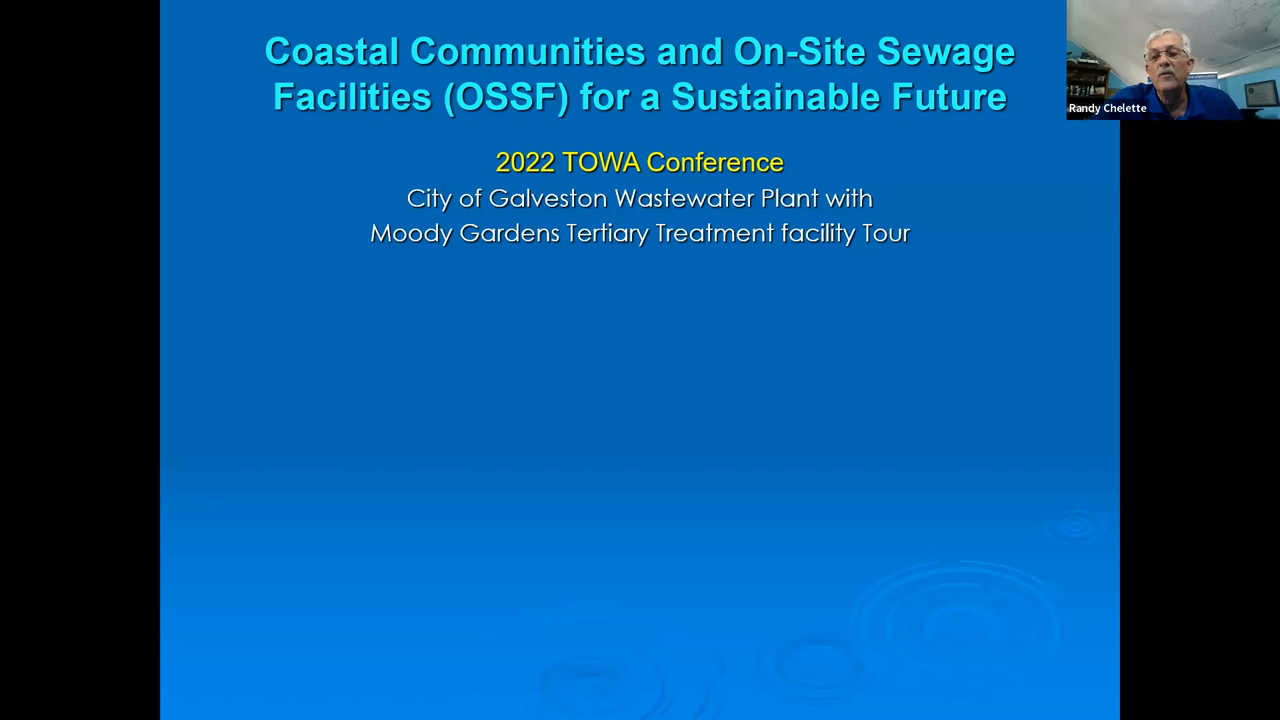 Coastal Communities and On-Site Sewage
Facilities (OSSF) for a Sustainable Future
2022 TOWA Conference
City of Galveston Wastewater Plant with
Moody Gardens Tertiary Treatment facility Tour
Randy Chelette